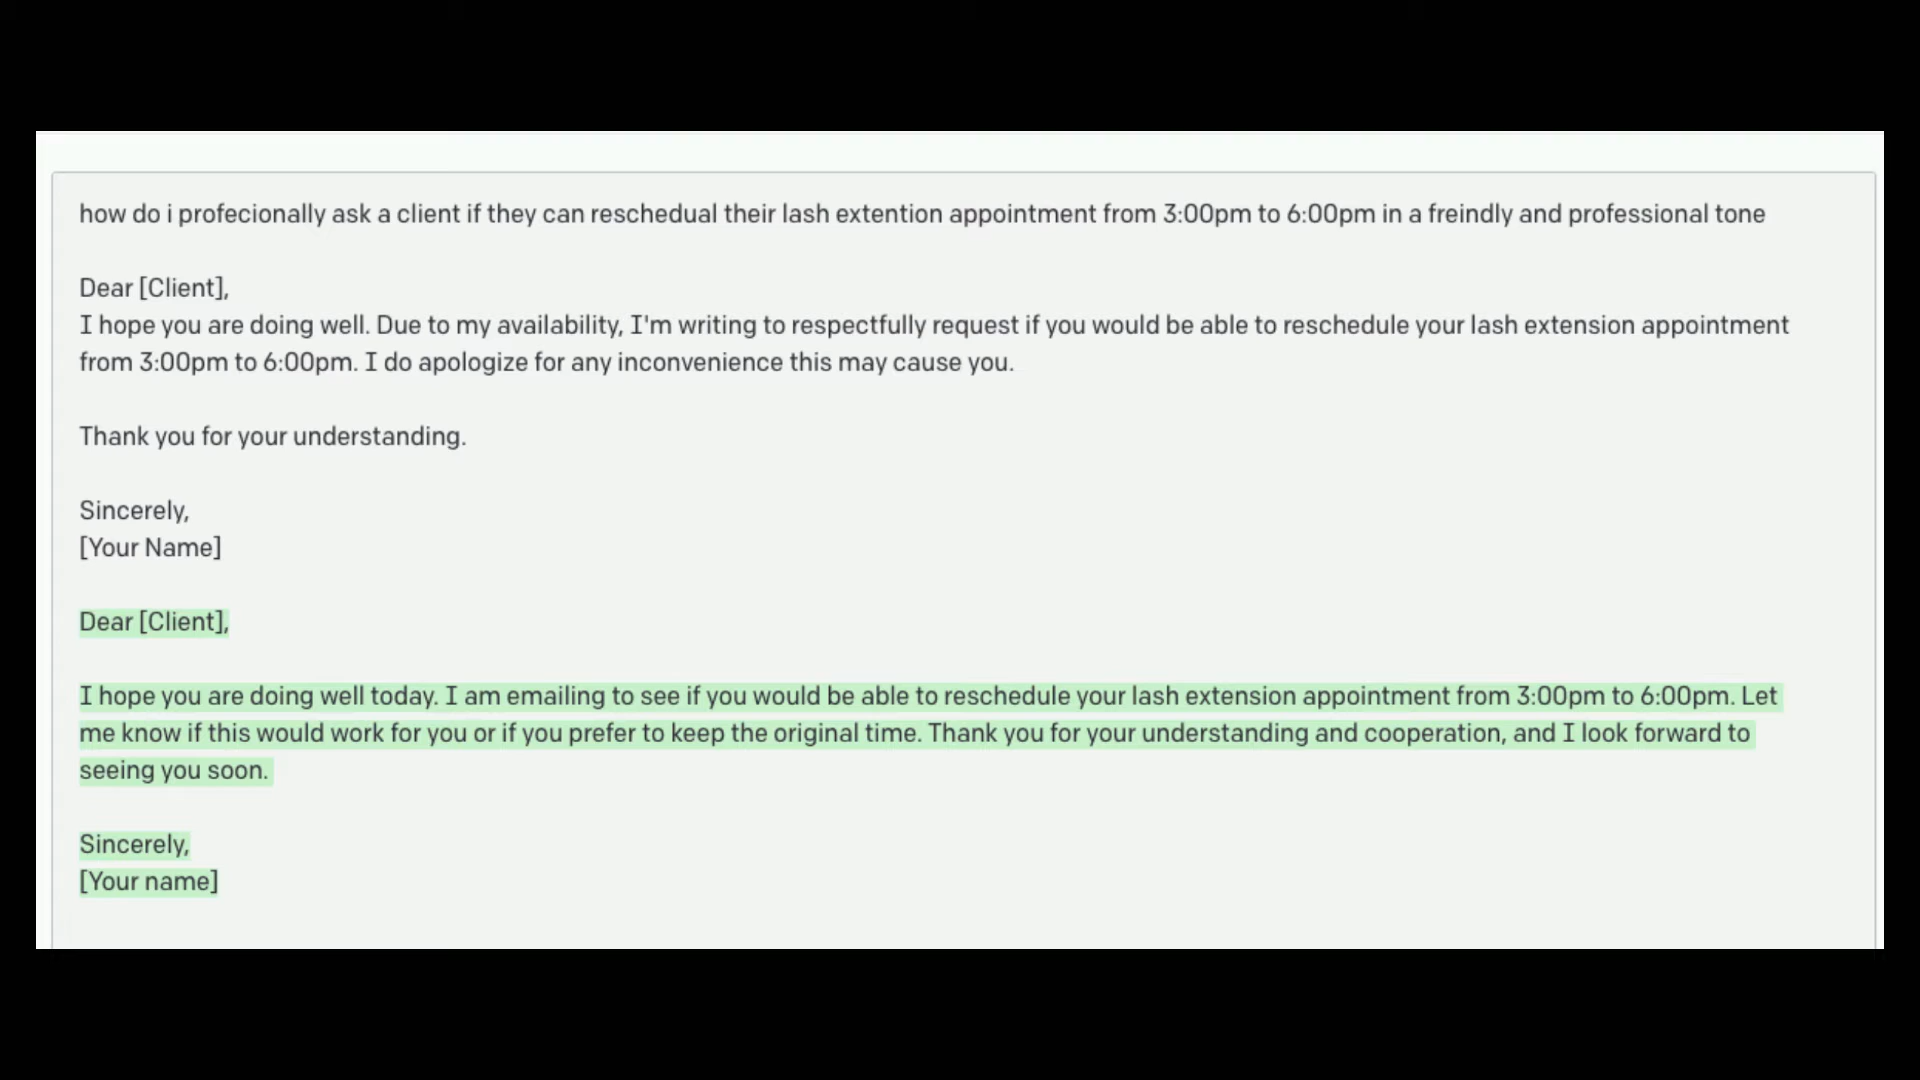 how do i profecionally ask a client if they can reschedual their lash extention appointment from 3:00pm to 6:00pm in a freindly and professional tone
Dear [Client],
I hope you are doing well. Due to my availability, I'm writing to respectfully request if you would be able to reschedule your lash extension appointment
from 3:00pm to 6:00pm. I do apologize for any inconvenience this may cause you.
Thank you for your understanding.
Sincerely,
[Your Name]
Dear [Client],
I hope you are doing well today. I am emailing to see if you would be able to reschedule your lash extension appointment from 3:00pm to 6:00pm. Let
me know if this would work for you or if you prefer to keep the original time. Thank you for your understanding and cooperation, and I look forward to
seeing you soon.
Sincerely,
[Your name]